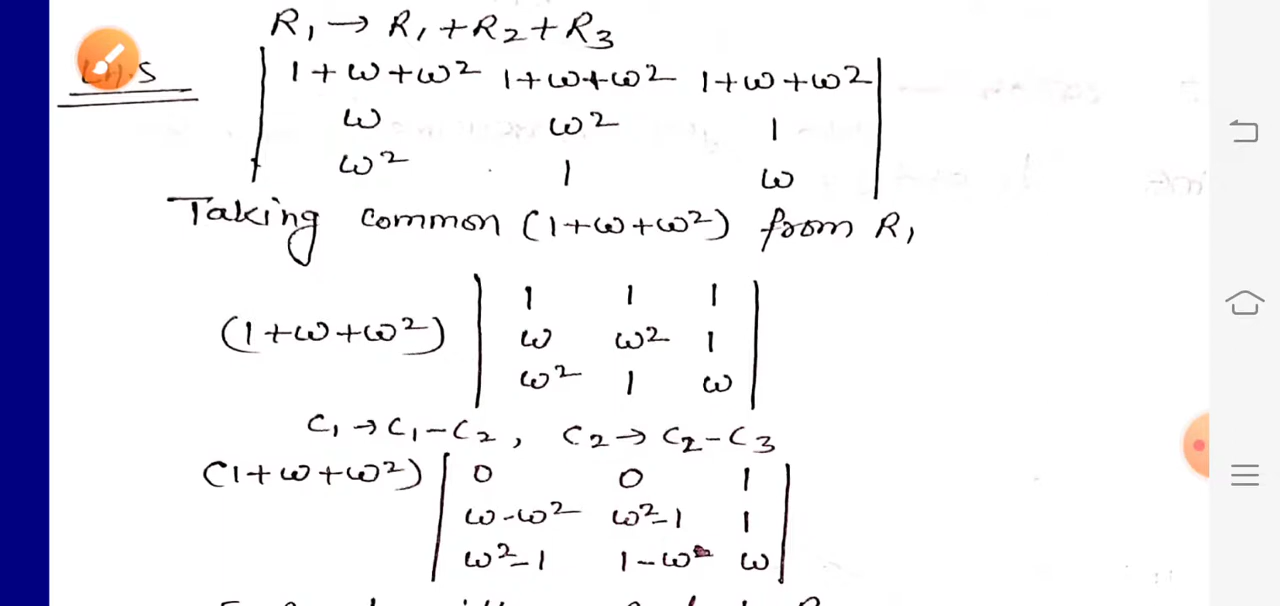 R₁ → R₁ + R₂ + R₃
L.H.S | 1+ω+ω² 1+ω+ω² 1+ω+ω² |
| ω ω² 1 |
| ω² 1 ω |
Taking common (1+ω+ω²) from R₁
| 1 1 1 |
(1+ω+ω²) | ω ω² 1 |
| ω² 1 ω |
C₁ → C₁ - C₂, C₂ → C₂ - C₃
(1+ω+ω²) | 0 0 1 |
| ω-ω² ω²-1 1 |
| ω²-1 1-ω ω |